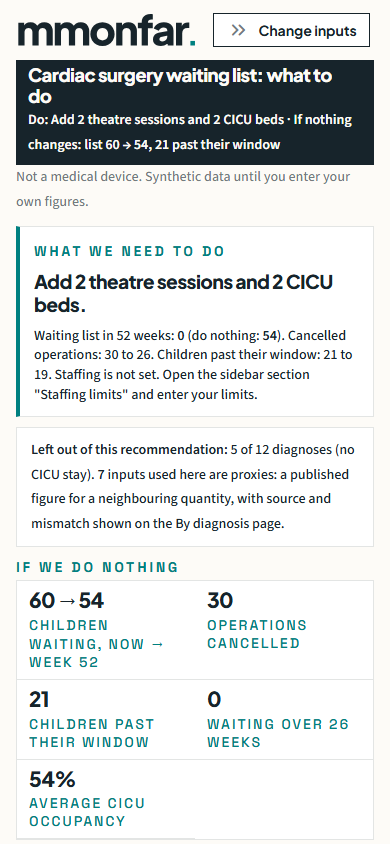 mmonfar.
Change inputs
Cardiac surgery waiting list: what to
do
Do: Add 2 theatre sessions and 2 CICU beds · If nothing
changes: list 60 → 54, 21 past their window
Not a medical device. Synthetic data until you enter your
own figures.
WHAT WE NEED TO DO
Add 2 theatre sessions and 2 CICU
beds.
Waiting list in 52 weeks: 0 (do nothing: 54). Cancelled
operations: 30 to 26. Children past their window: 21 to
19. Staffing is not set. Open the sidebar section
"Staffing limits" and enter your limits.
Left out of this recommendation: 5 of 12 diagnoses (no
CICU stay). 7 inputs used here are proxies: a published
figure for a neighbouring quantity, with source and
mismatch shown on the By diagnosis page.
IF WE DO NOTHING
60 → 54
CHILDREN
WAITING, NOW →
WEEK 52
30
OPERATIONS
CANCELLED
21
CHILDREN PAST
THEIR WINDOW
0
WAITING OVER 26
WEEKS
54%
AVERAGE CICU
OCCUPANCY